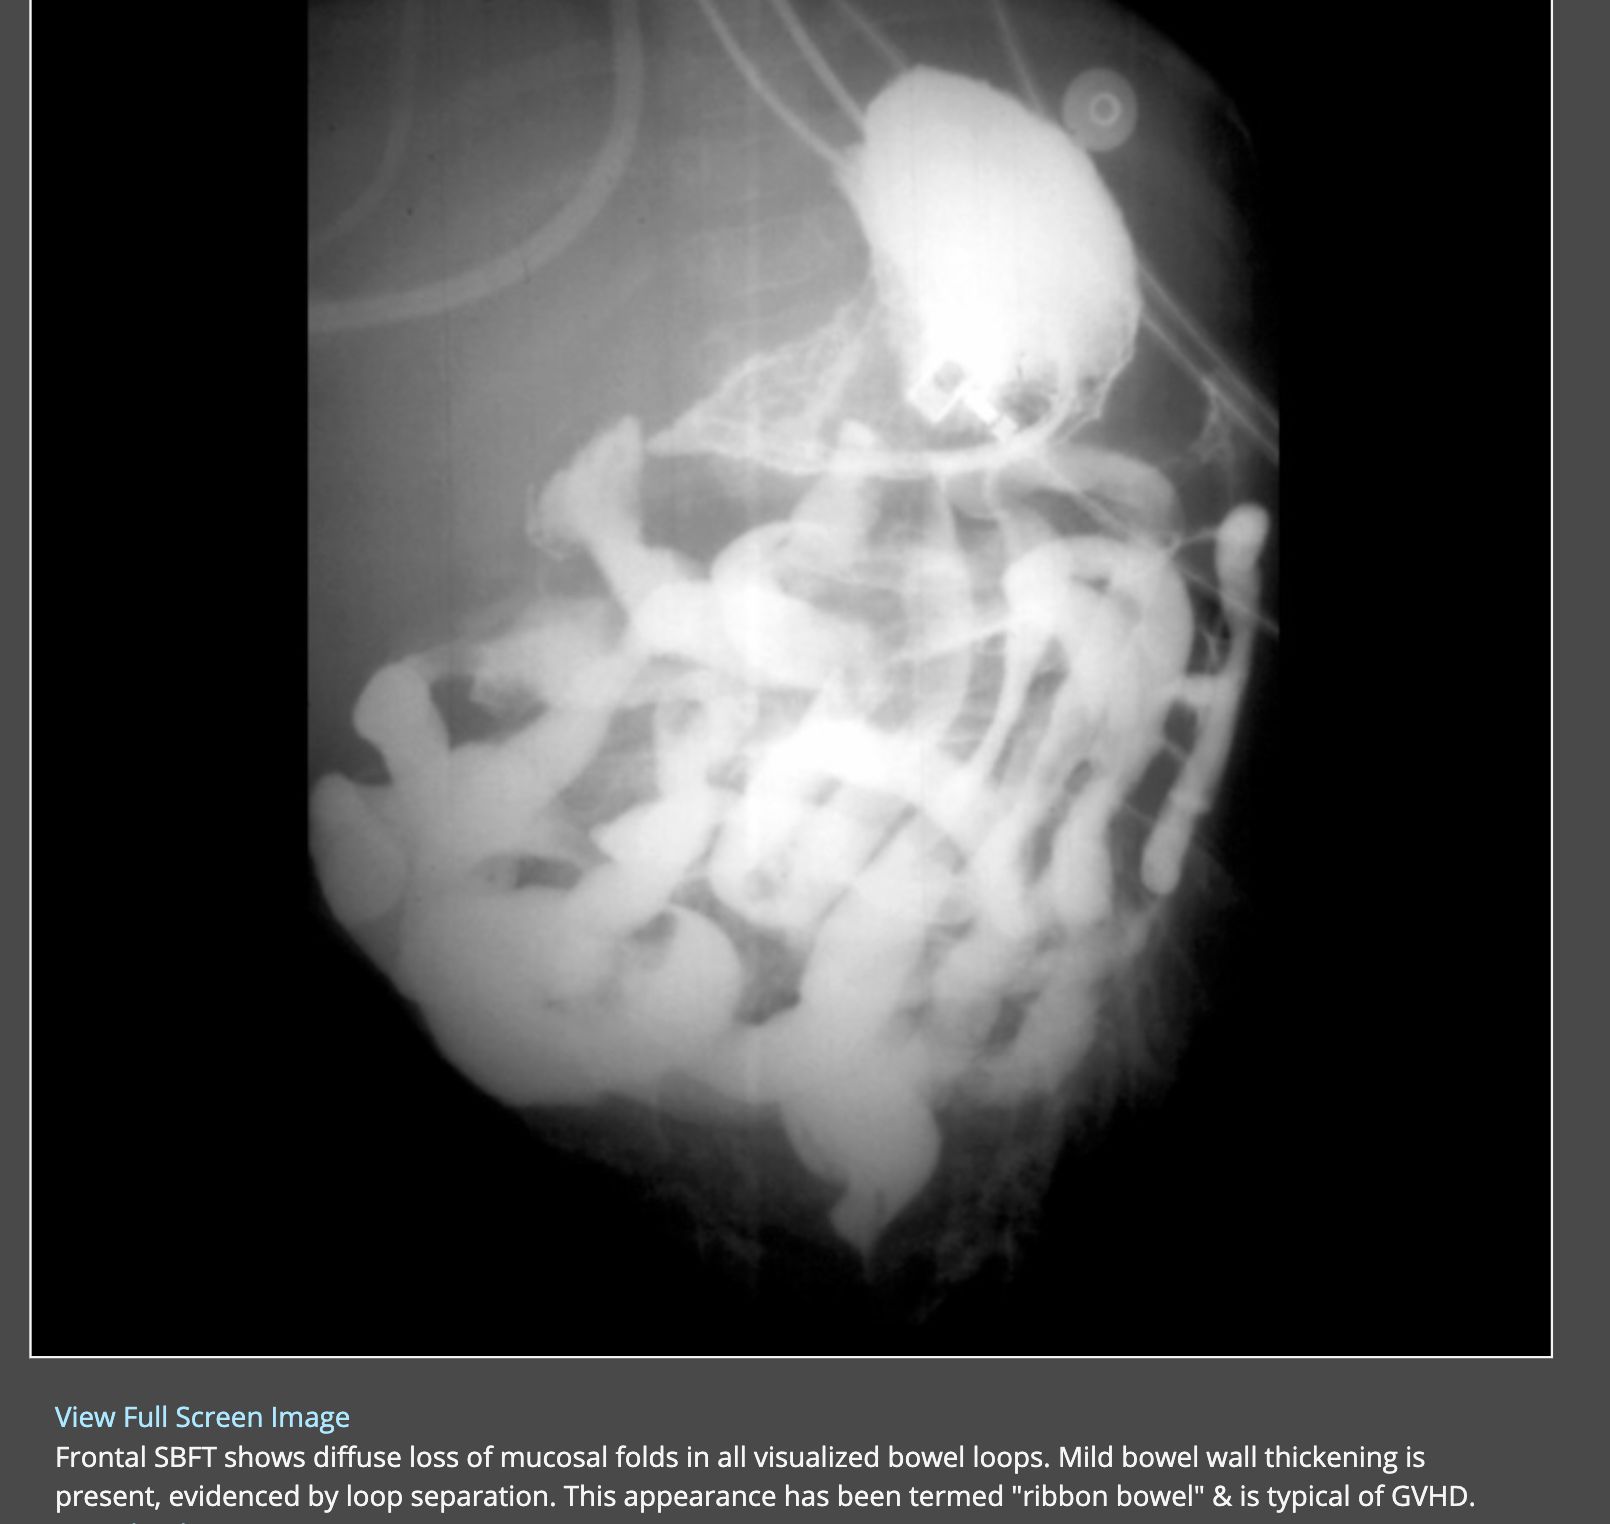 View Full Screen Image
Frontal SBFT shows diffuse loss of mucosal folds in all visualized bowel loops. Mild bowel wall thickening is
present, evidenced by loop separation. This appearance has been termed "ribbon bowel" & is typical of GVHD.